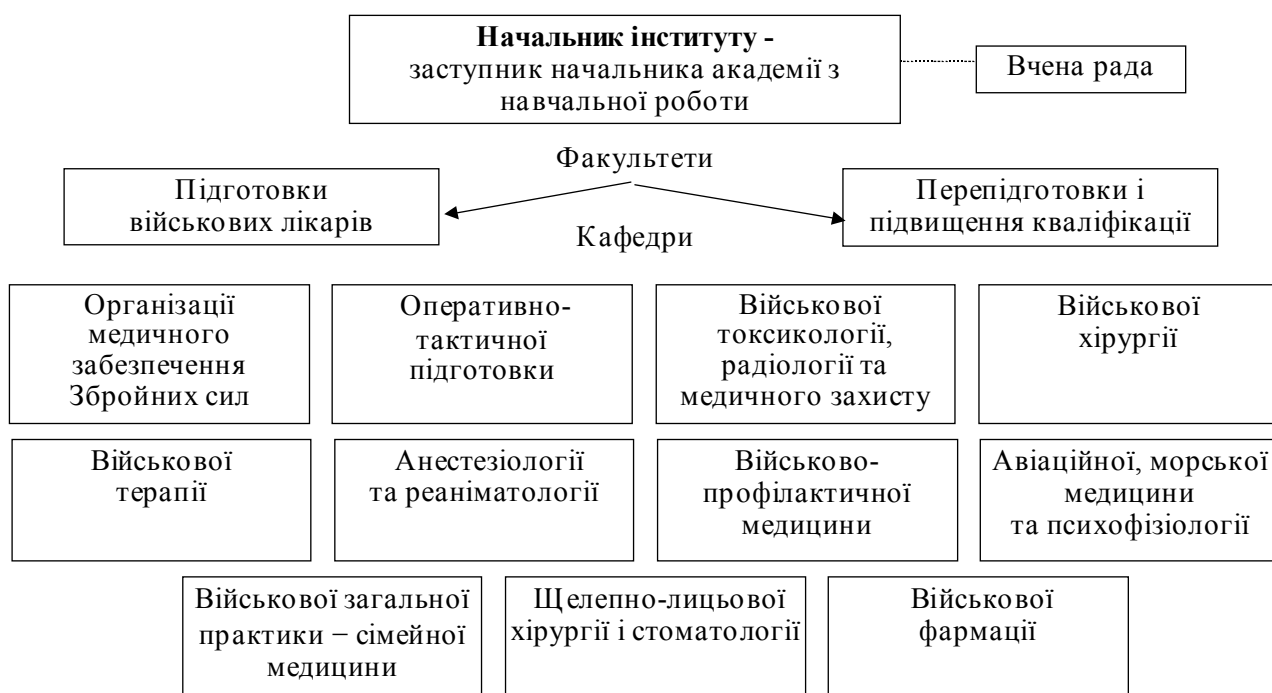 Начальник інституту -
заступник начальника академії з
навчальної роботи
Вчена рада
Факультети
Підготовки
військових лікарів
Перепідготовки і
підвищення кваліфікації
Кафедри
Організації
медичного
забезпечення
Збройних сил
Оперативно-
тактичної
підготовки
Військової
токсикології,
радіології та
медичного захисту
Військової
хірургії
Військової
терапії
Анестезіології
та реаніматології
Військово-
профілактичної
медицини
Авіаційної, морської
медицини
та психофізіології
Військової загальної
практики – сімейної
медицини
Щелепно-лицьової
хірургії і стоматології
Військової
фармації